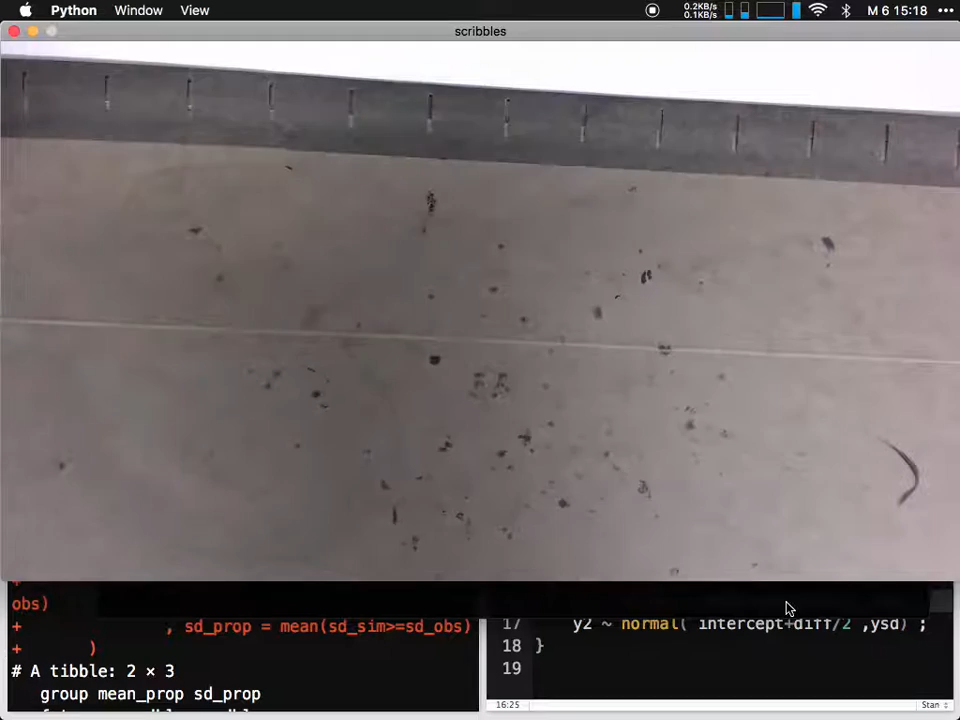 Python Window View
0.2KB/s
0.1KB/s
M 6 15:18
scribbles
+
obs)
+ , sd_prop = mean(sd_sim>=sd_obs)
+ )
# A tibble: 2 × 3
group mean_prop sd_prop
17 y2 ~ normal( intercept+diff/2 ,ysd) ;
18 }
19
16:25
Stan